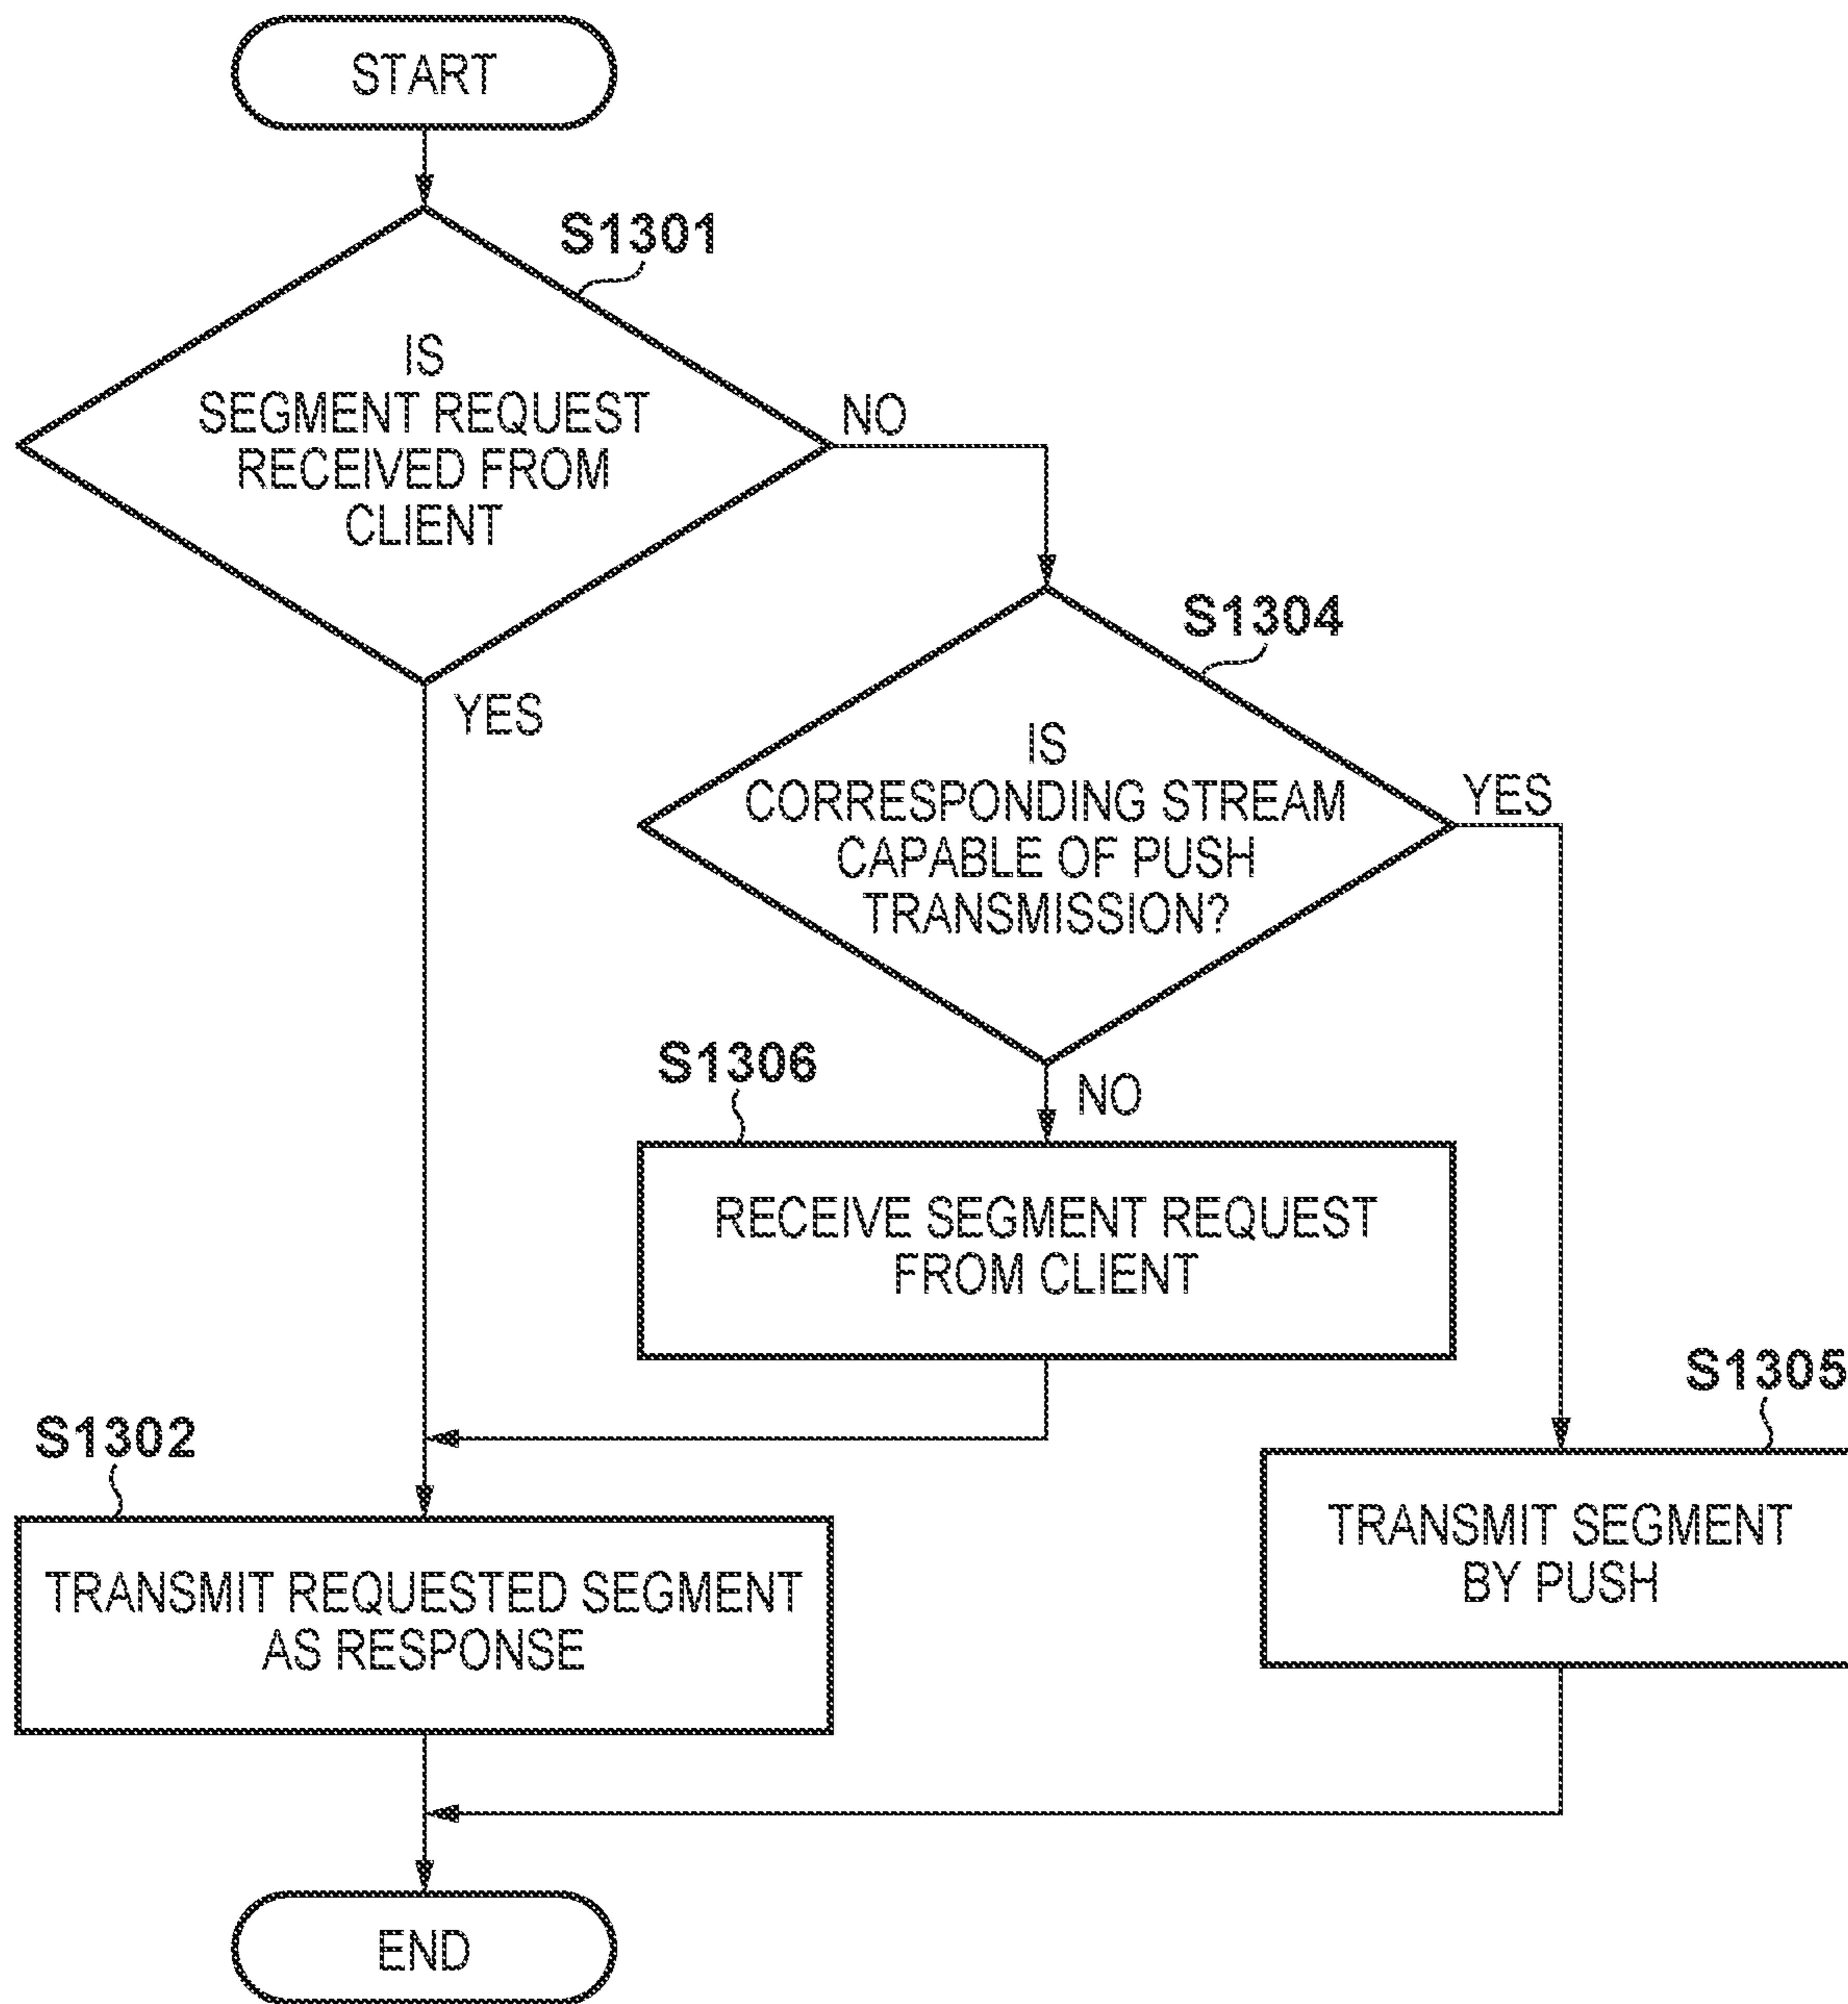 START
S1301
IS
SEGMENT REQUEST
RECEIVED FROM
CLIENT
NO
YES
S1304
IS
CORRESPONDING STREAM
CAPABLE OF PUSH
TRANSMISSION?
YES
NO
S1306
RECEIVE SEGMENT REQUEST
FROM CLIENT
S1302
TRANSMIT REQUESTED SEGMENT
AS RESPONSE
S1305
TRANSMIT SEGMENT
BY PUSH
END